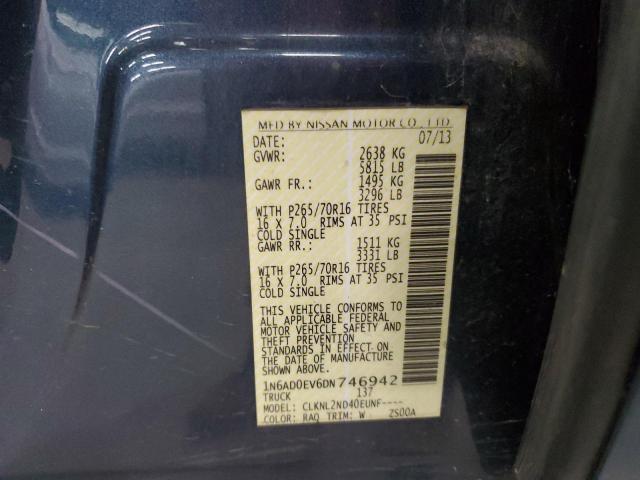 MFD BY NISSAN MOTOR CO., LTD.
DATE: 07/13
GVWR: 2638 KG
5815 LB
GAWR FR.: 1495 KG
3296 LB
WITH P265/70R16 TIRES
16 X 7.0 RIMS AT 35 PSI
COLD SINGLE
GAWR RR.: 1511 KG
3331 LB
WITH P265/70R16 TIRES
16 X 7.0 RIMS AT 35 PSI
COLD SINGLE
THIS VEHICLE CONFORMS TO
ALL APPLICABLE FEDERAL
MOTOR VEHICLE SAFETY AND
THEFT PREVENTION
STANDARDS IN EFFECT ON
THE DATE OF MANUFACTURE
SHOWN ABOVE.
1N6AD0EV6DN746942
TRUCK 137
MODEL: CLKNL2ND40EUNF----
COLOR: RAQ TRIM: W ZS00A